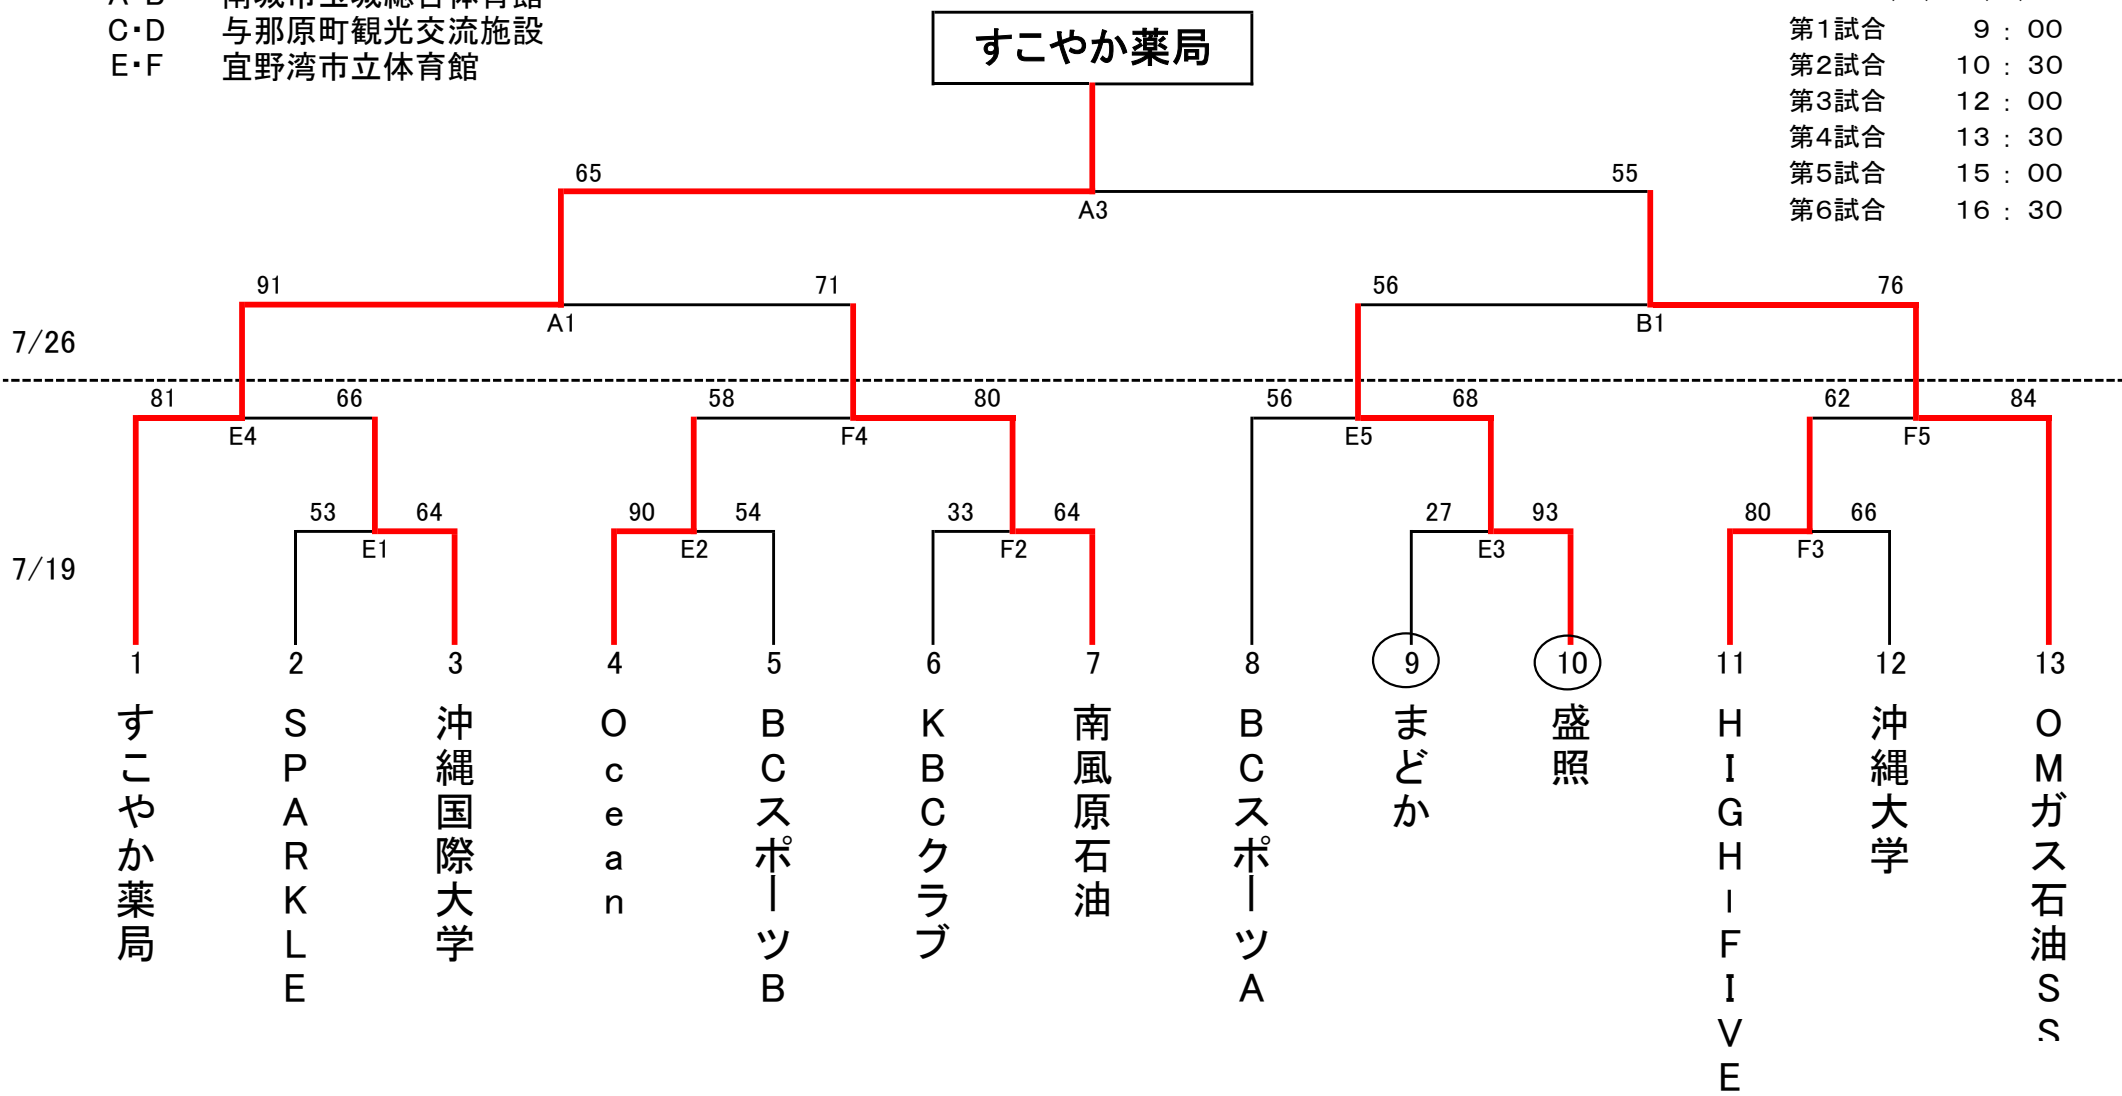 C･D 与那原町観光交流施設
E･F 宜野湾市立体育館
すこやか薬局
第1試合 9 : 00
第2試合 10 : 30
第3試合 12 : 00
第4試合 13 : 30
第5試合 15 : 00
第6試合 16 : 30
65 55
A3
91 71 56 76
A1 B1
7/26
81 66 58 80 56 68 62 84
E4 F4 E5 F5
53 64 90 54 33 64 27 93 80 66
E1 E2 F2 E3 F3
7/19
1 2 3 4 5 6 7 8 9 10 11 12 13
すこやか薬局
SPARKLE
沖縄国際大学
Ocean
BCスポーツB
KBCクラブ
南風原石油
BCスポーツA
まどか
盛照
HIGH-FIVE
沖縄大学
OMガス石油SS